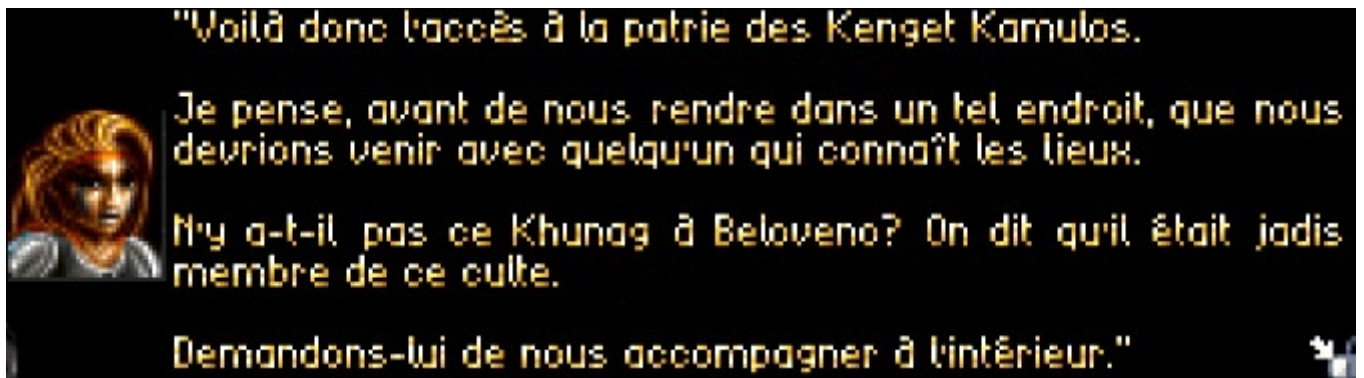 "Voilà donc l'accès à la patrie des Kenget Kamulos.
Je pense, avant de nous rendre dans un tel endroit, que nous
devrions venir avec quelqu'un qui connaît les lieux.
N'y a-t-il pas ce Khunag à Beloveno? On dit qu'il était jadis
membre de ce culte.
Demandons-lui de nous accompagner à l'intérieur."